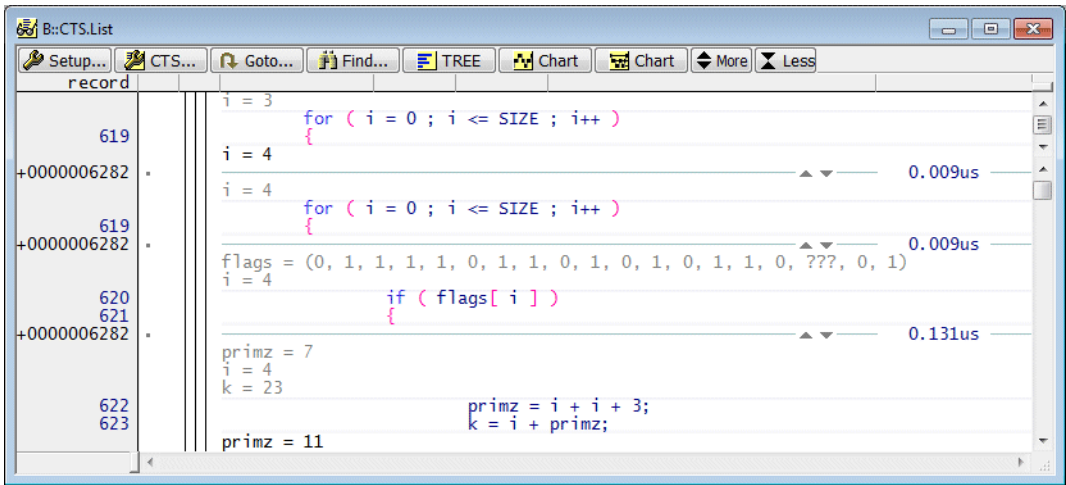 B::CTS.List
Setup... CTS... Goto... Find... TREE Chart Chart More Less
record
i = 3
for ( i = 0 ; i <= SIZE ; i++ )
619 {
i = 4
+0000006282 0.009us
i = 4
for ( i = 0 ; i <= SIZE ; i++ )
619 {
+0000006282 0.009us
flags = (0, 1, 1, 1, 1, 0, 1, 1, 0, 1, 0, 1, 0, 1, 1, 0, ???, 0, 1)
i = 4
620 if ( flags[ i ] )
621 {
+0000006282 0.131us
primz = 7
i = 4
k = 23
622 primz = i + i + 3;
623 k = i + primz;
primz = 11